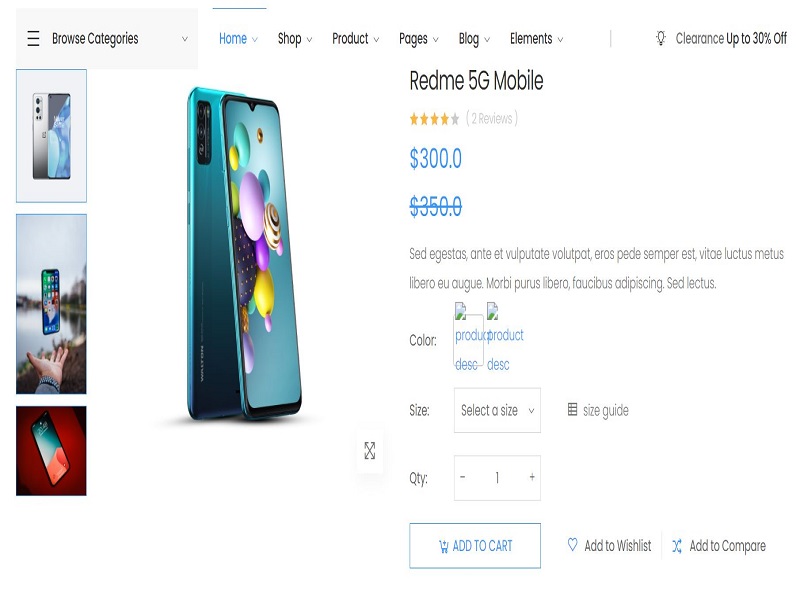 Browse Categories
Home
Shop
Product
Pages
Blog
Elements
Clearance Up to 30% Off
Redme 5G Mobile
( 2 Reviews )
$300.0
$350.0
Sed egestas, ante et vulputate volutpat, eros pede semper est, vitae luctus metus
libero eu augue. Morbi purus libero, faucibus adipiscing. Sed lectus.
Color:
product desc
product desc
Size:
Select a size
size guide
Qty:
− 1 +
ADD TO CART
Add to Wishlist
Add to Compare
WALTON